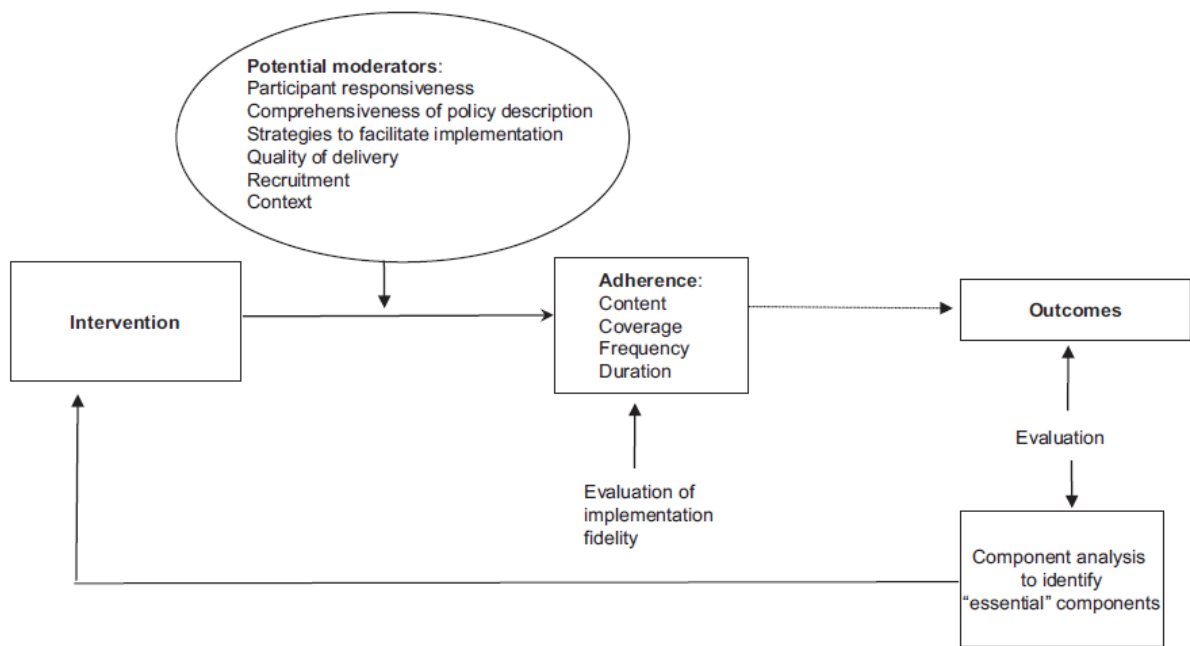 Potential moderators:
Participant responsiveness
Comprehensiveness of policy description
Strategies to facilitate implementation
Quality of delivery
Recruitment
Context
Intervention
Adherence:
Content
Coverage
Frequency
Duration
Outcomes
Evaluation
Evaluation of
implementation
fidelity
Component analysis
to identify
“essential” components